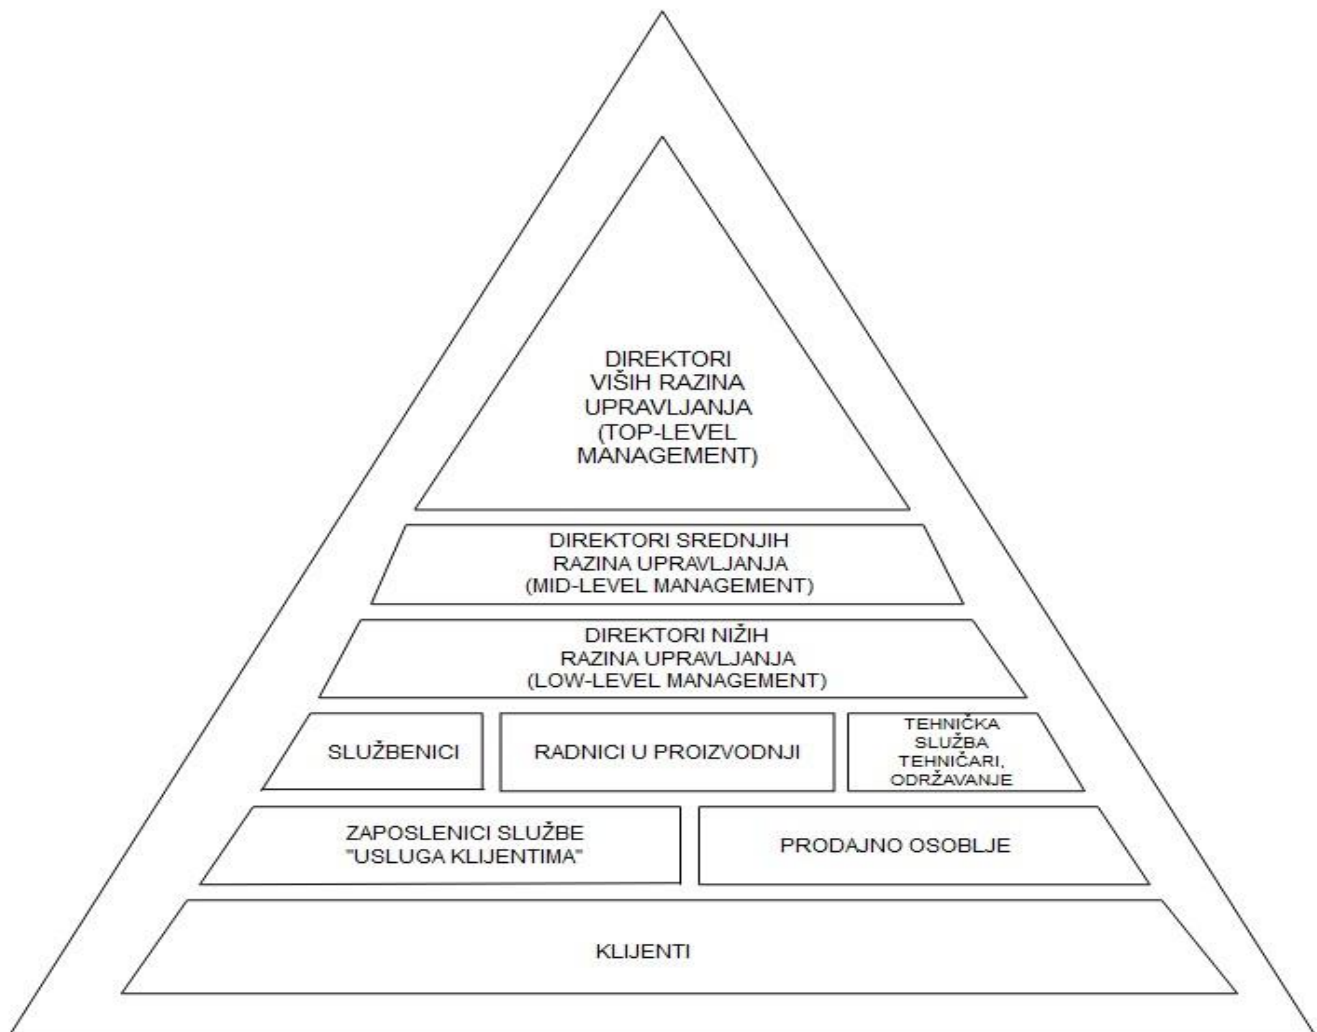 DIREKTORI
VIŠIH RAZINA
UPRAVLJANJA
(TOP-LEVEL
MANAGEMENT)
DIREKTORI SREDNJIH
RAZINA UPRAVLJANJA
(MID-LEVEL MANAGEMENT)
DIREKTORI NIŽIH
RAZINA UPRAVLJANJA
(LOW-LEVEL MANAGEMENT)
SLUŽBENICI
RADNICI U PROIZVODNJI
TEHNIČKA
SLUŽBA
TEHNIČARI,
ODRŽAVANJE
ZAPOSLENICI SLUŽBE
"USLUGA KLIJENTIMA"
PRODAJNO OSOBLJE
KLIJENTI